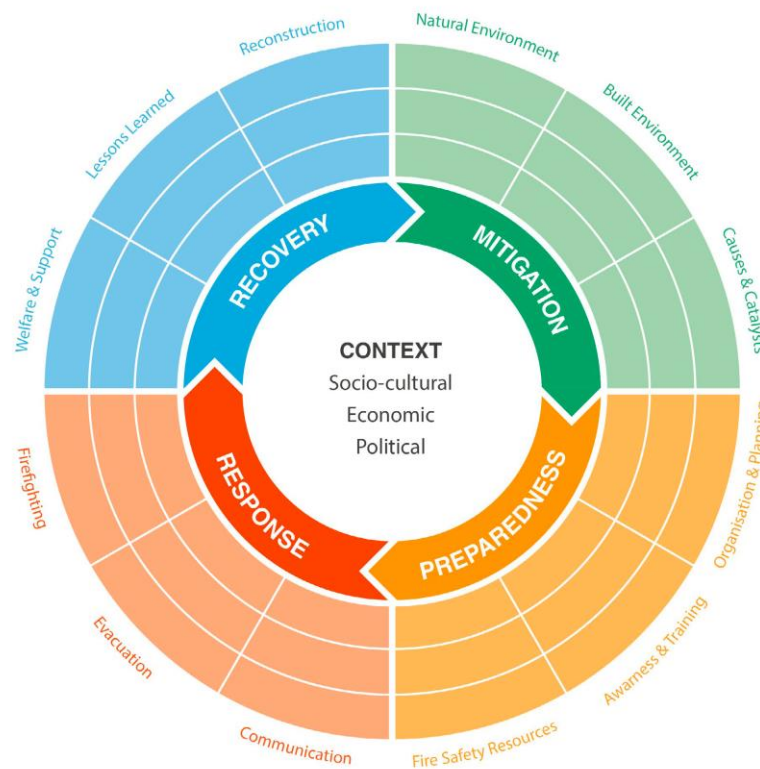 Reconstruction
Natural Environment
Lessons Learned
Built Environment
Welfare & Support
Causes & Catalysts
RECOVERY
MITIGATION
CONTEXT
Socio-cultural
Economic
Political
RESPONSE
PREPAREDNESS
Firefighting
Organisation & Planning
Evacuation
Awarness & Training
Communication
Fire Safety Resources